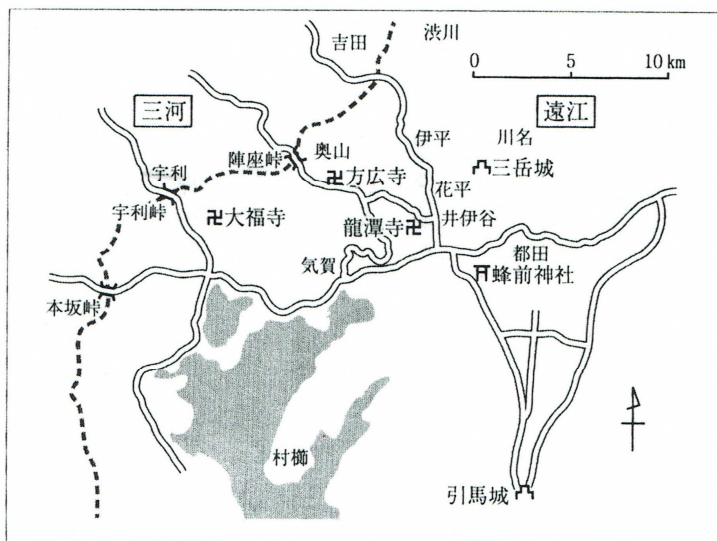 吉田
渋川
0 5 10 km
三河
遠江
伊平
川名
陣座峠
奥山
三岳城
宇利
卍方広寺
花平
宇利峠
卍大福寺
龍潭寺卍
井伊谷
気賀
都田
蜂前神社
本坂峠
村櫛
引馬城